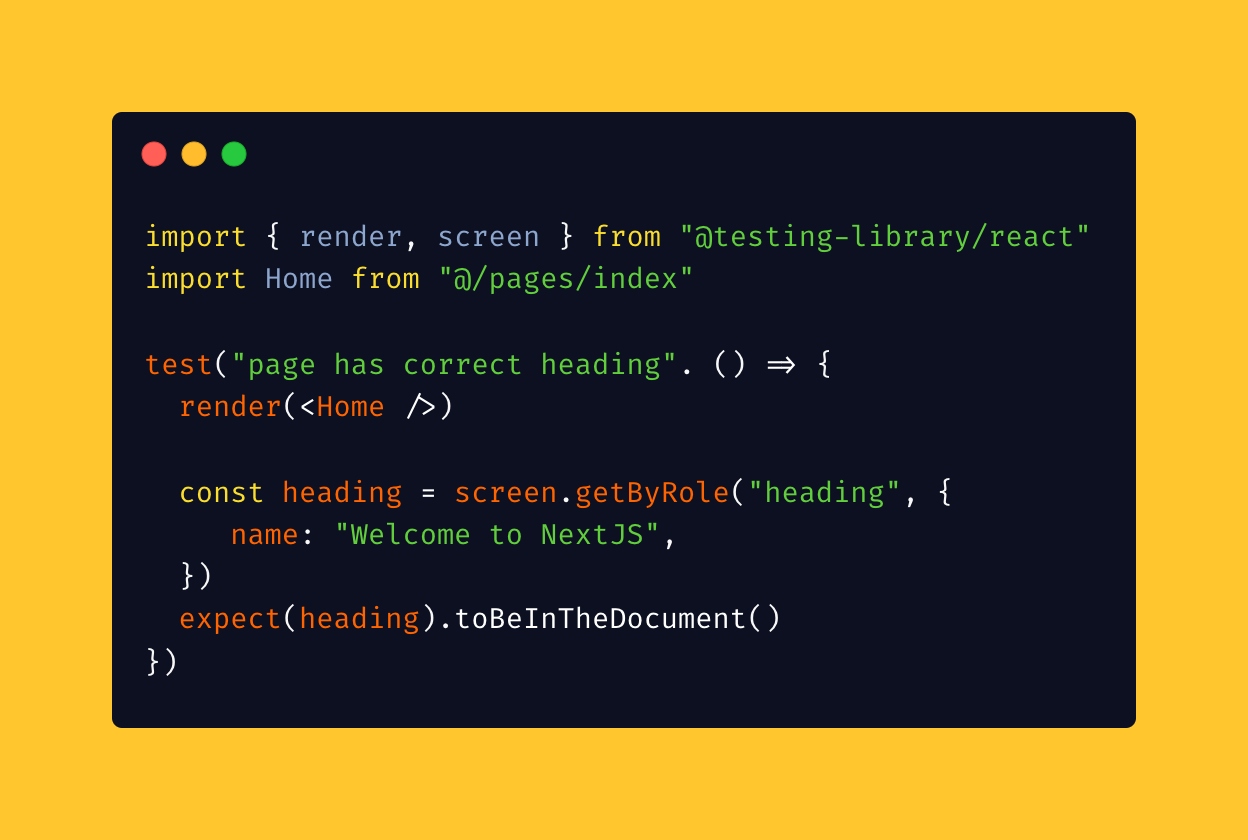 import { render, screen } from "@testing-library/react"
import Home from "@/pages/index"
test("page has correct heading". () => {
render(<Home />)
const heading = screen.getByRole("heading", {
name: "Welcome to NextJS",
})
expect(heading).toBeInTheDocument()
})